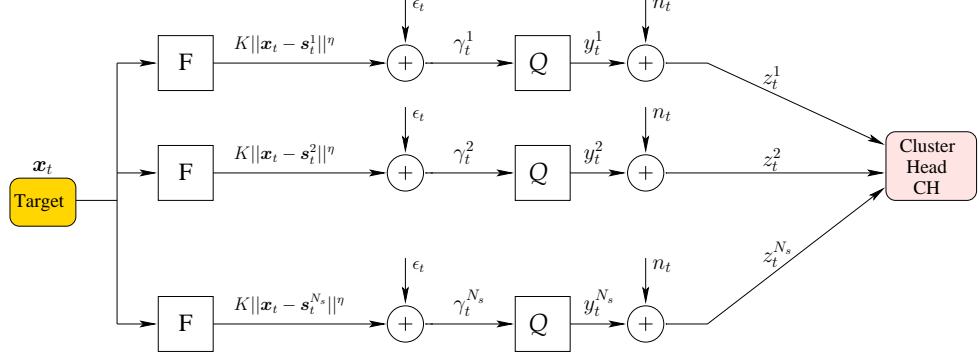 ϵ_t n_t
F K||x_t − s_t^1||^η + γ_t^1 Q y_t^1 + z_t^1
ϵ_t n_t
x_t F K||x_t − s_t^2||^η + γ_t^2 Q y_t^2 + z_t^2
Cluster
Head
CH
Target
ϵ_t n_t
F K||x_t − s_t^{N_s}||^η + γ_t^{N_s} Q y_t^{N_s} + z_t^{N_s}